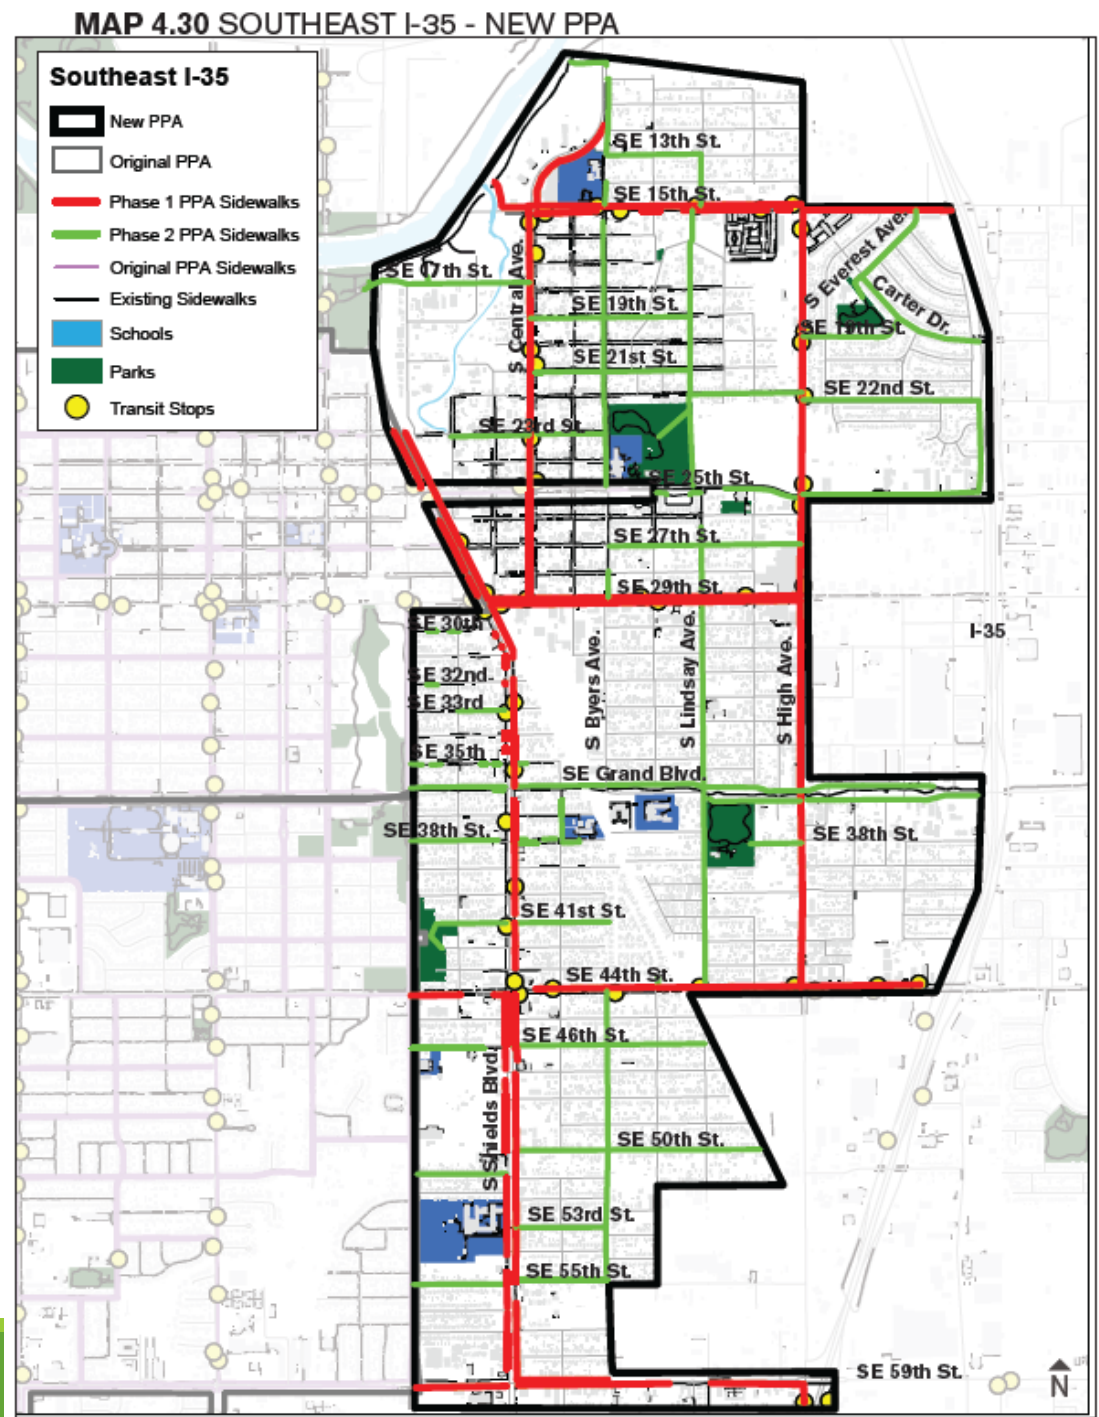 MAP 4.30 SOUTHEAST I-35 - NEW PPA
Southeast I-35
New PPA
Original PPA
Phase 1 PPA Sidewalks
Phase 2 PPA Sidewalks
Original PPA Sidewalks
Existing Sidewalks
Schools
Parks
Transit Stops
SE 13th St.
SE 15th St.
S Everest Ave.
SE 17th St.
Carter Dr.
S Central Ave.
SE 19th St.
SE 19th St.
SE 21st St.
SE 22nd St.
SE 23rd St.
SE 25th St.
SE 27th St.
SE 29th St.
SE 30th
I-35
S Byers Ave.
S Lindsay Ave.
S High Ave.
SE 32nd
SE 33rd
SE 35th
SE Grand Blvd.
SE 38th St.
SE 38th St.
SE 41st St.
SE 44th St.
SE 46th St.
S Shields Blvd.
SE 50th St.
SE 53rd St.
SE 55th St.
SE 59th St.
N